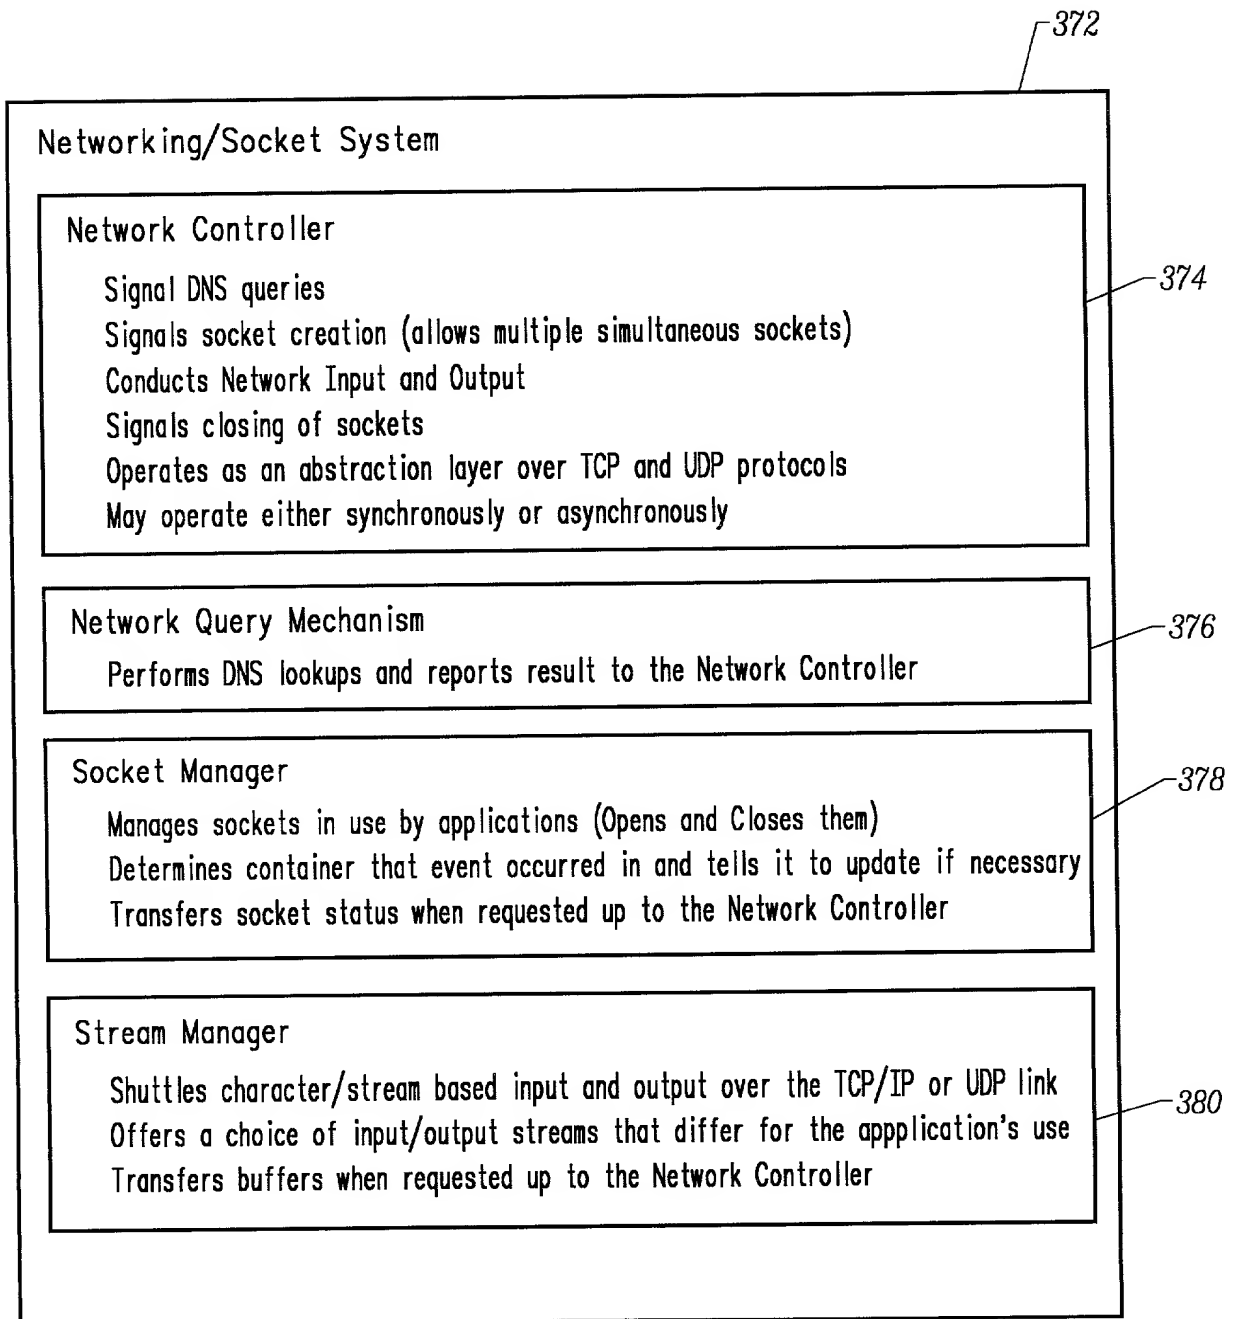 372
Networking/Socket System
Network Controller
Signal DNS queries
374
Signals socket creation (allows multiple simultaneous sockets)
Conducts Network Input and Output
Signals closing of sockets
Operates as an abstraction layer over TCP and UDP protocols
May operate either synchronously or asynchronously
Network Query Mechanism
376
Performs DNS lookups and reports result to the Network Controller
Socket Manager
378
Manages sockets in use by applications (Opens and Closes them)
Determines container that event occurred in and tells it to update if necessary
Transfers socket status when requested up to the Network Controller
Stream Manager
Shuttles character/stream based input and output over the TCP/IP or UDP link
380
Offers a choice of input/output streams that differ for the appplication's use
Transfers buffers when requested up to the Network Controller